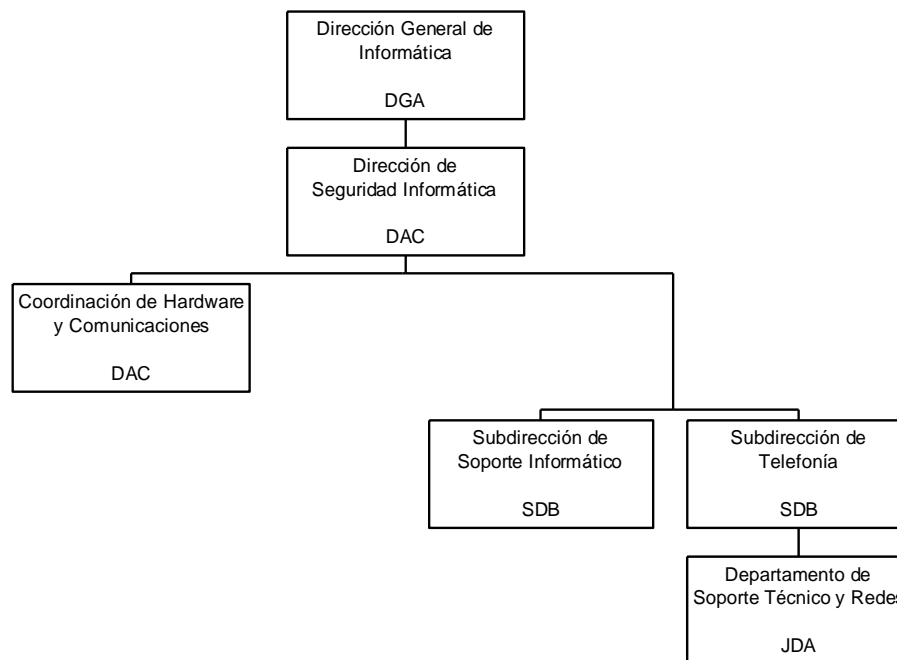 Dirección General de
Informática
DGA
Dirección de
Seguridad Informática
DAC
Coordinación de Hardware
y Comunicaciones
DAC
Subdirección de
Soporte Informático
SDB
Subdirección de
Telefonía
SDB
Departamento de
Soporte Técnico y Redes
JDA